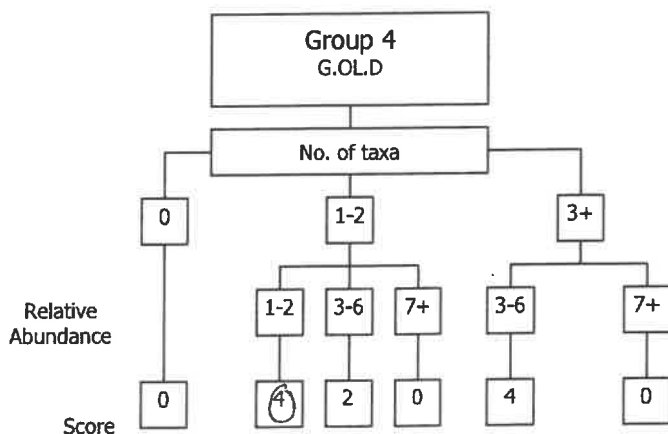 Group 4
G.OL.D
No. of taxa
0
1-2
3+
Relative
Abundance
1-2
3-6
7+
3-6
7+
Score
0
4
2
0
4
0